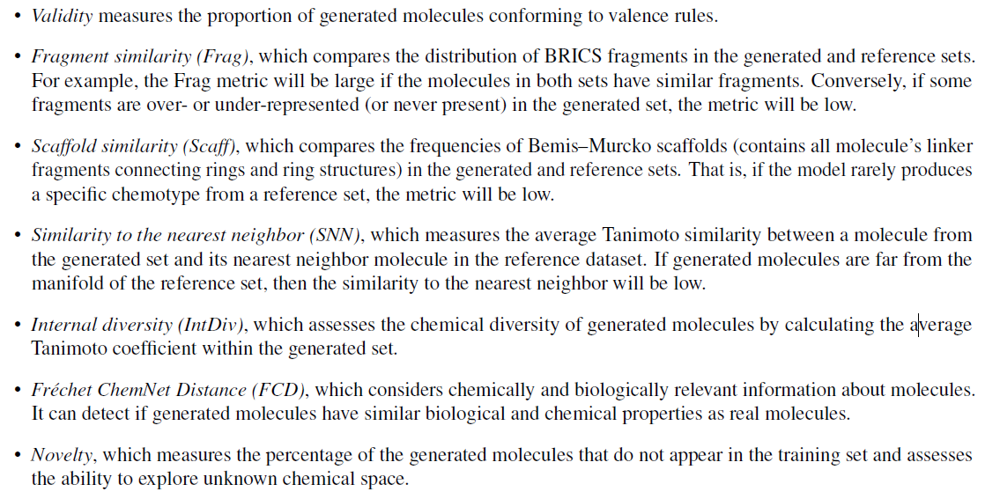 • Validity measures the proportion of generated molecules conforming to valence rules.
• Fragment similarity (Frag), which compares the distribution of BRICS fragments in the generated and reference sets.
For example, the Frag metric will be large if the molecules in both sets have similar fragments. Conversely, if some
fragments are over- or under-represented (or never present) in the generated set, the metric will be low.
• Scaffold similarity (Scaff), which compares the frequencies of Bemis–Murcko scaffolds (contains all molecule's linker
fragments connecting rings and ring structures) in the generated and reference sets. That is, if the model rarely produces
a specific chemotype from a reference set, the metric will be low.
• Similarity to the nearest neighbor (SNN), which measures the average Tanimoto similarity between a molecule from
the generated set and its nearest neighbor molecule in the reference dataset. If generated molecules are far from the
manifold of the reference set, then the similarity to the nearest neighbor will be low.
• Internal diversity (IntDiv), which assesses the chemical diversity of generated molecules by calculating the average
Tanimoto coefficient within the generated set.
• Fréchet ChemNet Distance (FCD), which considers chemically and biologically relevant information about molecules.
It can detect if generated molecules have similar biological and chemical properties as real molecules.
• Novelty, which measures the percentage of the generated molecules that do not appear in the training set and assesses
the ability to explore unknown chemical space.